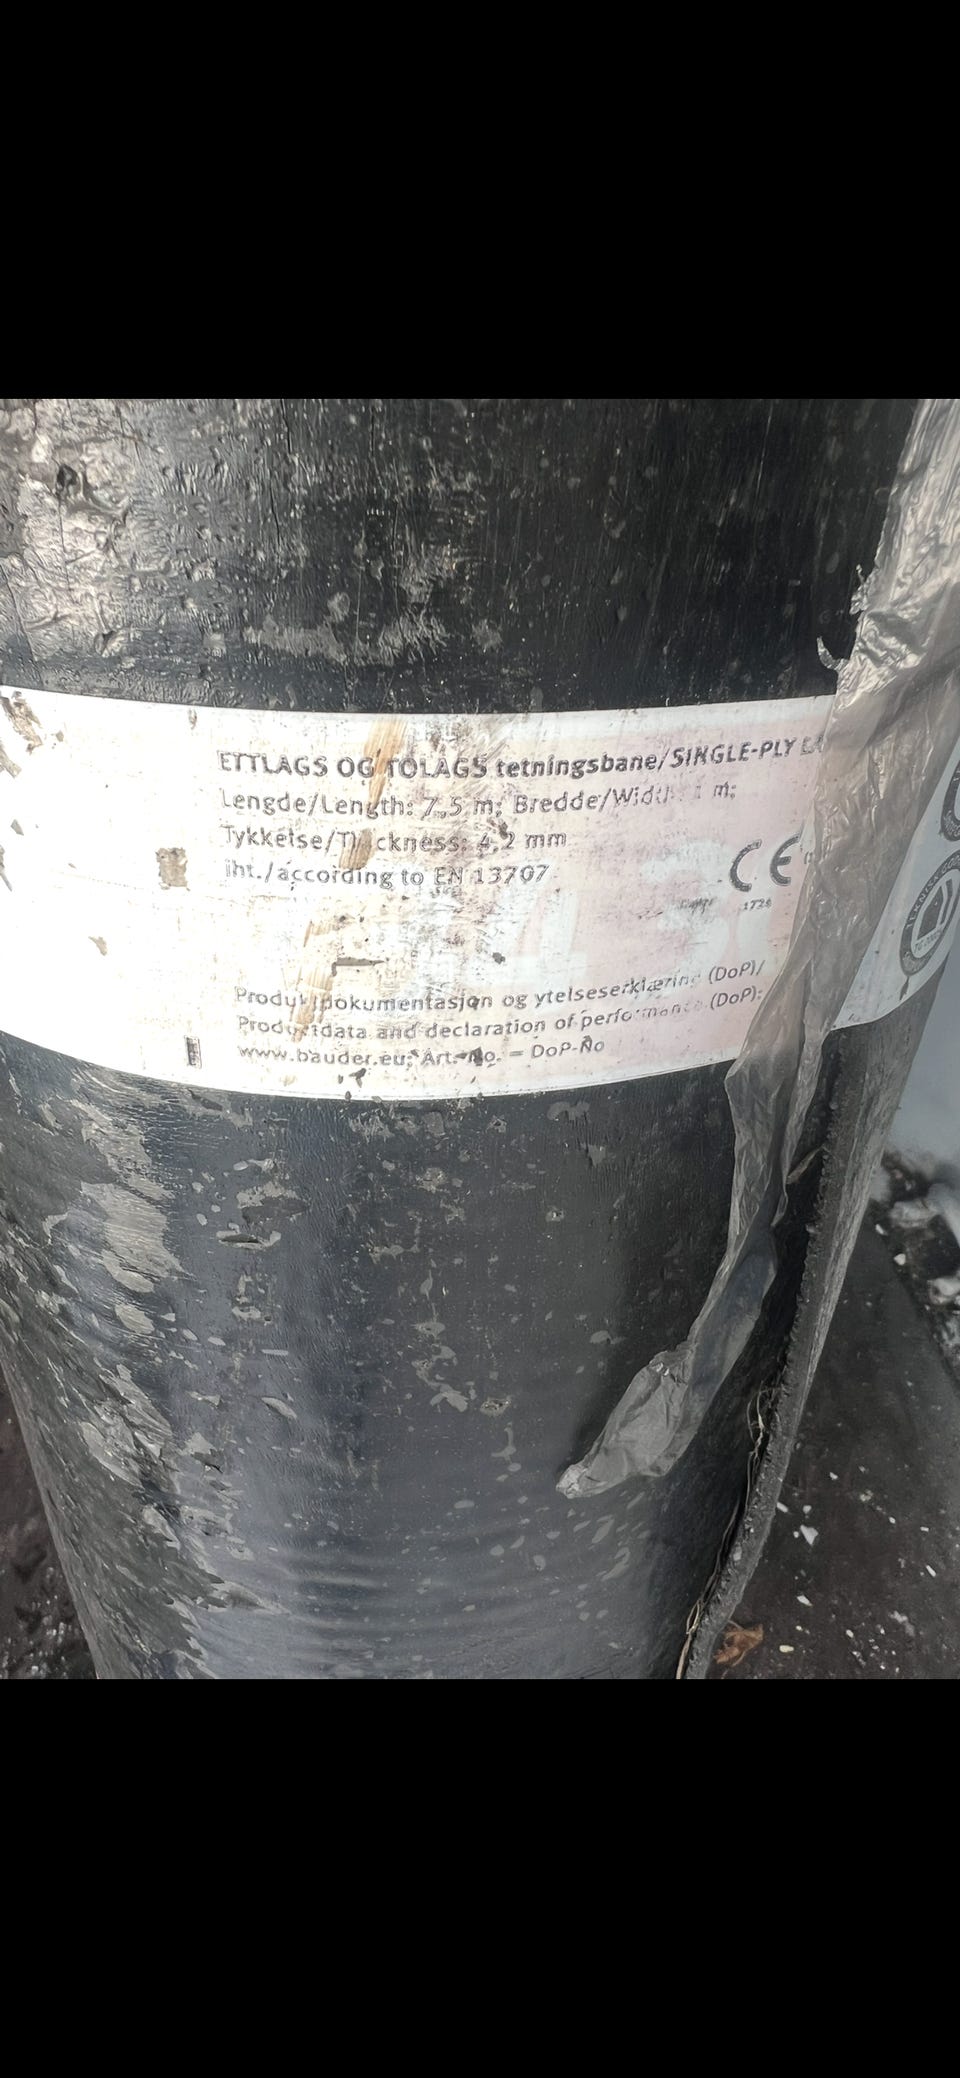 ETTLAGS OG TOLAGS tetningsbane/SINGLE-PLY
Lengde/Length: 7,5 m; Bredde/Width: 1 m;
Tykkelse/Thickness: 4,2 mm
iht./according to EN 13707
CE
Produktdokumentasjon og ytelseserklæring (DoP)/
Productdata and declaration of performance (DoP):
www.bauder.eu; Art.-No. = DoP-No